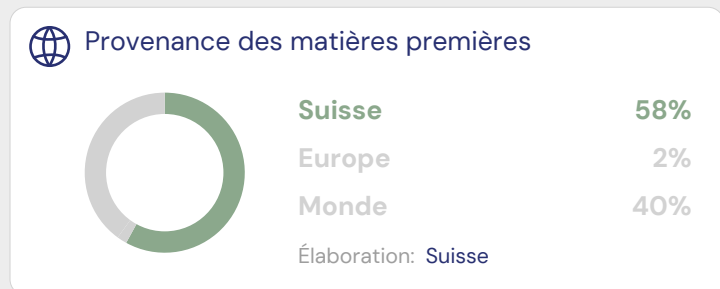 Provenance des matières premières
Suisse 58%
Europe 2%
Monde 40%
Élaboration: Suisse